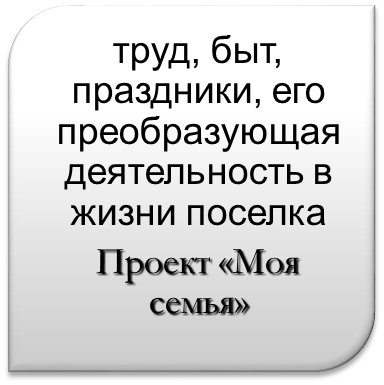 труд, быт,
праздники, его
преобразующая
деятельность в
жизни поселка
Проект «Моя
семья»